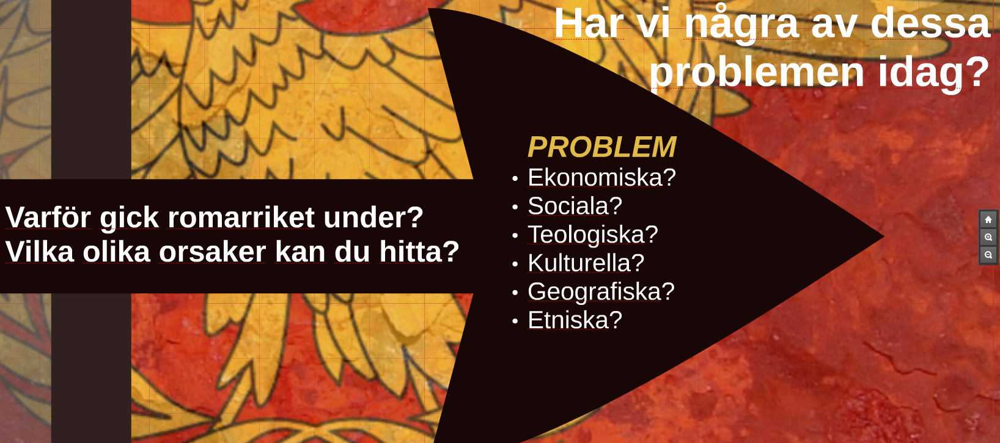 Har vi några av dessa
problemen idag?
Varför gick romarriket under?
Vilka olika orsaker kan du hitta?
PROBLEM
• Ekonomiska?
• Sociala?
• Teologiska?
• Kulturella?
• Geografiska?
• Etniska?